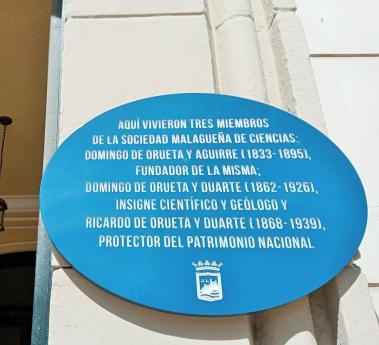 AQUÍ VIVIERON TRES MIEMBROS
DE LA SOCIEDAD MALAGUEÑA DE CIENCIAS:
DOMINGO DE ORUETA Y AGUIRRE (1833-1895),
FUNDADOR DE LA MISMA;
DOMINGO DE ORUETA Y DUARTE (1862-1926),
INSIGNE CIENTÍFICO Y GEÓLOGO Y
RICARDO DE ORUETA Y DUARTE (1868-1939),
PROTECTOR DEL PATRIMONIO NACIONAL